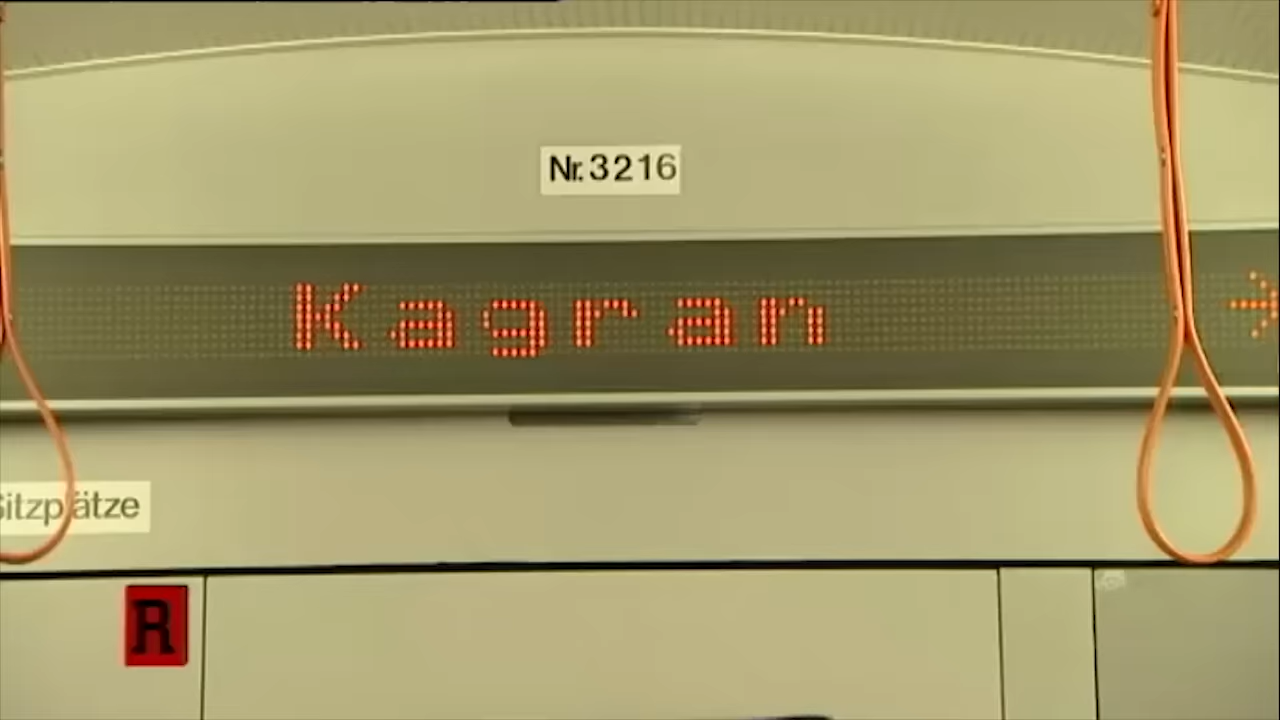 Nr. 3216
Kagran →
Sitzplätze
R